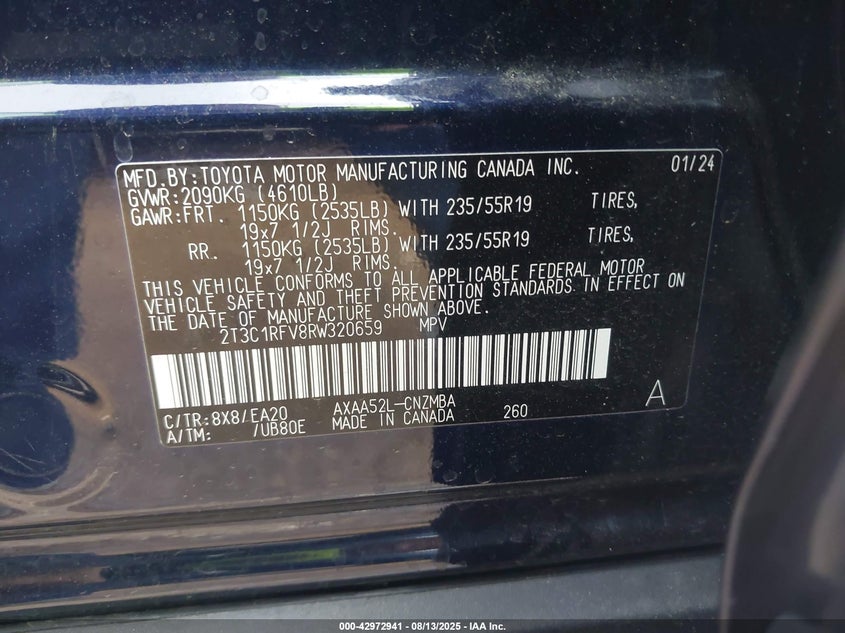 MFD.BY:TOYOTA MOTOR MANUFACTURING CANADA INC. 01/24
GVWR:2090KG (4610LB)
GAWR:FRT. 1150KG (2535LB) WITH 235/55R19 TIRES,
19x7 1/2J RIMS.
RR. 1150KG (2535LB) WITH 235/55R19 TIRES,
19x7 1/2J RIMS.
THIS VEHICLE CONFORMS TO ALL APPLICABLE FEDERAL MOTOR
VEHICLE SAFETY AND THEFT PREVENTION STANDARDS IN EFFECT ON
THE DATE OF MANUFACTURE SHOWN ABOVE.
2T3C1RFV8RW320659 MPV
C/TR:8X8/EA20 AXAA52L-CNZMBA A
A/TM: /UB80E MADE IN CANADA 260
000-42972941 - 08/13/2025 - IAA Inc.